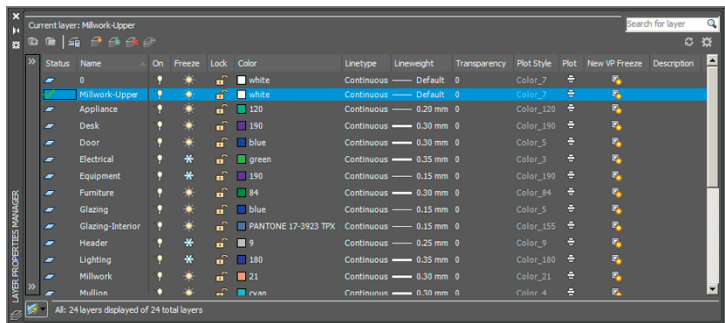 Current layer: Millwork-Upper
Search for layer
Status Name On Freeze Lock Color Linetype Lineweight Transparency Plot Style Plot New VP Freeze Description
0 white Continuous Default 0 Color_7
Millwork-Upper white Continuous Default 0 Color_7
Appliance 120 Continuous 0.20 mm 0 Color_120
Desk 190 Continuous 0.30 mm 0 Color_190
Door blue Continuous 0.30 mm 0 Color_5
Electrical green Continuous 0.35 mm 0 Color_3
Equipment 190 Continuous 0.15 mm 0 Color_190
Furniture 84 Continuous 0.30 mm 0 Color_84
Glazing blue Continuous 0.15 mm 0 Color_5
Glazing-Interior PANTONE 17-3923 TPX Continuous 0.15 mm 0 Color_155
Header 9 Continuous 0.25 mm 0 Color_9
Lighting 180 Continuous 0.35 mm 0 Color_180
Millwork 21 Continuous 0.30 mm 0 Color_21
Mullion cyan Continuous 0.30 mm 0 Color_4
LAYER PROPERTIES MANAGER
All: 24 layers displayed of 24 total layers